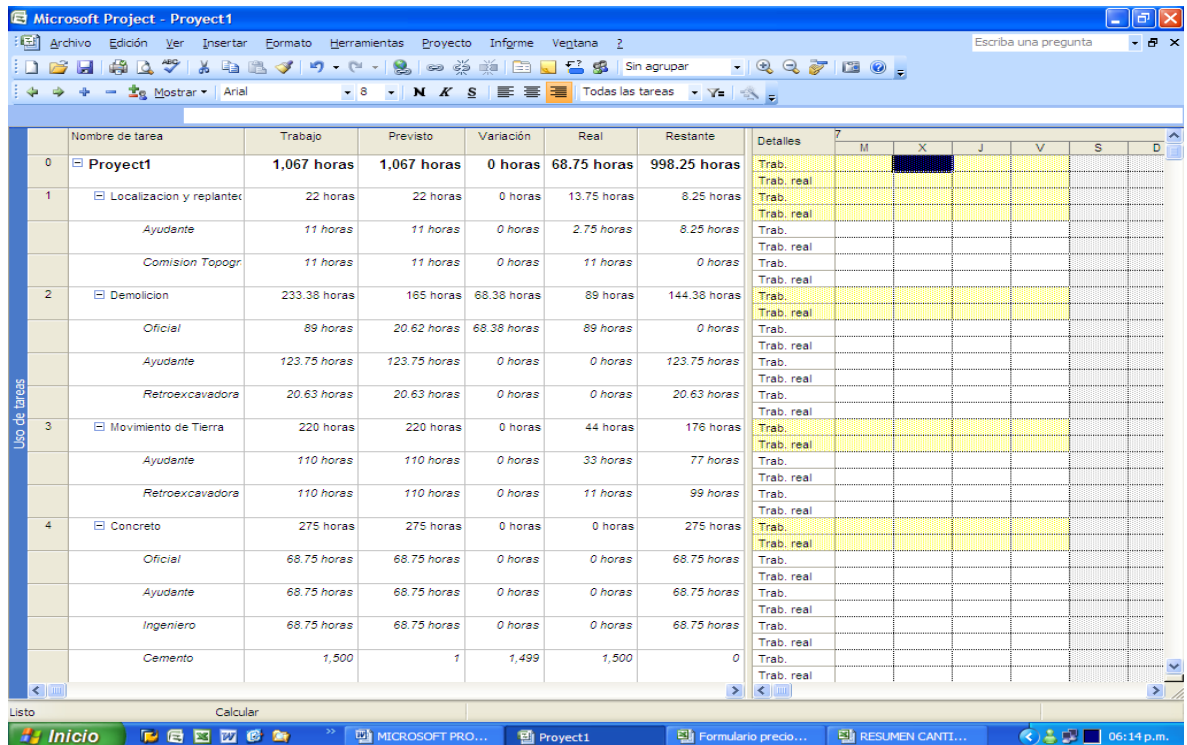 Microsoft Project - Proyect1
Archivo Edición Ver Insertar Formato Herramientas Proyecto Informe Ventana ? Escriba una pregunta
Sin agrupar
Mostrar Arial 8 N K S Todas las tareas
Nombre de tarea Trabajo Previsto Variación Real Restante Detalles 7
M X J V S D
0 Proyect1 1,067 horas 1,067 horas 0 horas 68.75 horas 998.25 horas Trab.
Trab. real
1 Localizacion y replanteo 22 horas 22 horas 0 horas 13.75 horas 8.25 horas Trab.
Trab. real
Ayudante 11 horas 11 horas 0 horas 2.75 horas 8.25 horas Trab.
Trab. real
Comision Topogr 11 horas 11 horas 0 horas 11 horas 0 horas Trab.
Trab. real
2 Demolicion 233.38 horas 165 horas 68.38 horas 89 horas 144.38 horas Trab.
Trab. real
Oficial 89 horas 20.62 horas 68.38 horas 89 horas 0 horas Trab.
Trab. real
Ayudante 123.75 horas 123.75 horas 0 horas 0 horas 123.75 horas Trab.
Trab. real
Retroexcavadora 20.63 horas 20.63 horas 0 horas 0 horas 20.63 horas Trab.
Trab. real
3 Movimiento de Tierra 220 horas 220 horas 0 horas 44 horas 176 horas Trab.
Trab. real
Ayudante 110 horas 110 horas 0 horas 33 horas 77 horas Trab.
Trab. real
Retroexcavadora 110 horas 110 horas 0 horas 11 horas 99 horas Trab.
Trab. real
4 Concreto 275 horas 275 horas 0 horas 0 horas 275 horas Trab.
Trab. real
Oficial 68.75 horas 68.75 horas 0 horas 0 horas 68.75 horas Trab.
Trab. real
Ayudante 68.75 horas 68.75 horas 0 horas 0 horas 68.75 horas Trab.
Trab. real
Ingeniero 68.75 horas 68.75 horas 0 horas 0 horas 68.75 horas Trab.
Trab. real
Cemento 1,500 1 1,499 1,500 0 Trab.
Trab. real
Uso de tareas
Listo Calcular
Inicio MICROSOFT PRO... Proyect1 Formulario precio... RESUMEN CANTI... 06:14 p.m.